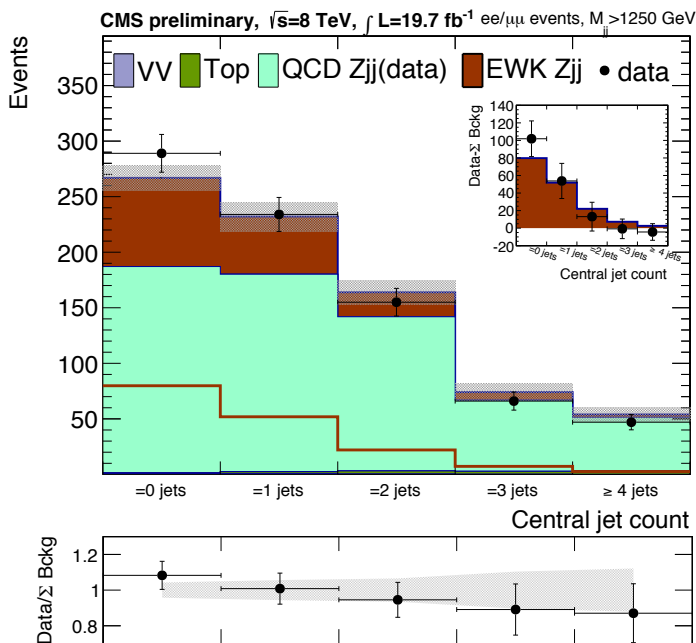 CMS preliminary, √s=8 TeV, ∫ L=19.7 fb⁻¹ ee/μμ events, M_jj>1250 GeV
VV Top QCD Zjj(data) EWK Zjj data
Events
350
300
250
200
150
100
50
=0 jets =1 jets =2 jets =3 jets ≥ 4 jets
Central jet count
Data-Σ Bckg
140
120
100
80
60
40
20
0
-20
=0 jets =1 jets =2 jets =3 jets ≥ 4 jets
Central jet count
Data/Σ Bckg
1.2
1
0.8